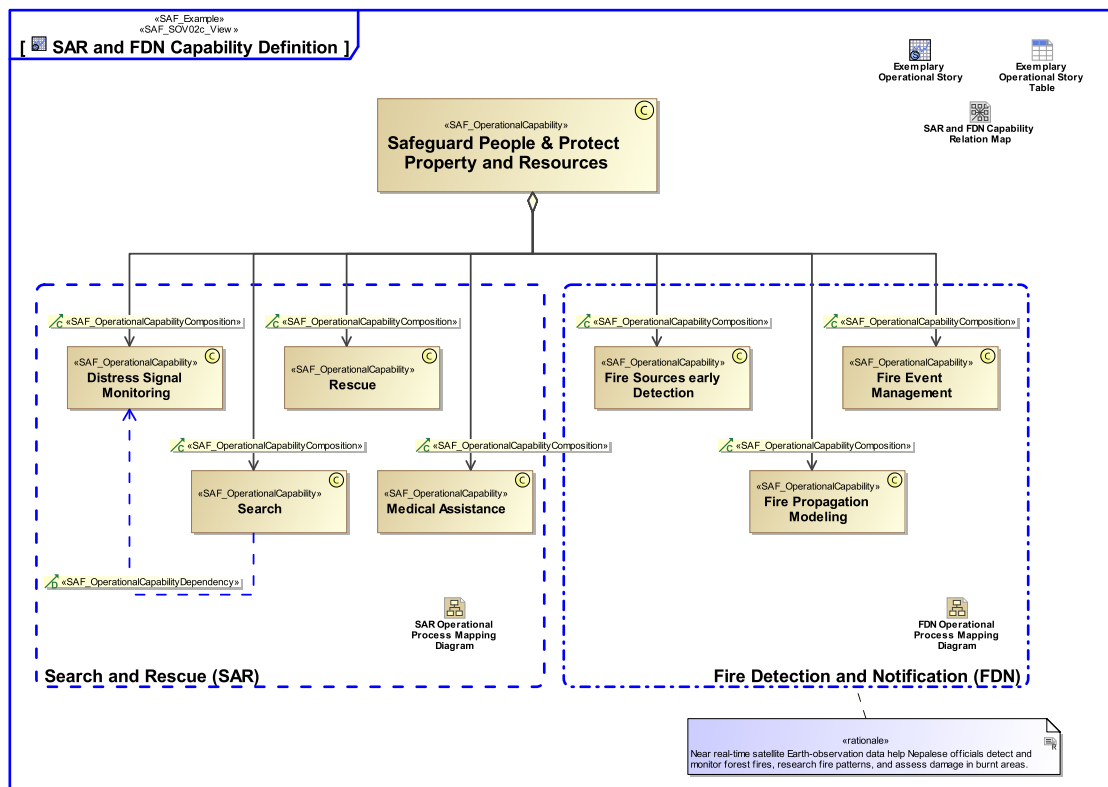 «SAF_Example»
«SAF_SOV02c_View »
[ SAR and FDN Capability Definition ]
Exemplary
Operational Story
Exemplary
Operational Story
Table
SAR and FDN Capability
Relation Map
«SAF_OperationalCapability»
Safeguard People & Protect
Property and Resources
C
«SAF_OperationalCapabilityComposition»
«SAF_OperationalCapabilityComposition»
«SAF_OperationalCapabilityComposition»
«SAF_OperationalCapabilityComposition»
«SAF_OperationalCapability»
Distress Signal
Monitoring
C
«SAF_OperationalCapability»
Rescue
C
«SAF_OperationalCapability»
Fire Sources early
Detection
C
«SAF_OperationalCapability»
Fire Event
Management
C
«SAF_OperationalCapabilityComposition»
«SAF_OperationalCapabilityComposition»
«SAF_OperationalCapabilityComposition»
«SAF_OperationalCapability»
Search
C
«SAF_OperationalCapability»
Medical Assistance
C
«SAF_OperationalCapability»
Fire Propagation
Modeling
C
«SAF_OperationalCapabilityDependency»
SAR Operational
Process Mapping
Diagram
FDN Operational
Process Mapping
Diagram
Search and Rescue (SAR)
Fire Detection and Notification (FDN)
«rationale»
Near real-time satellite Earth-observation data help Nepalese officials detect and
monitor forest fires, research fire patterns, and assess damage in burnt areas.